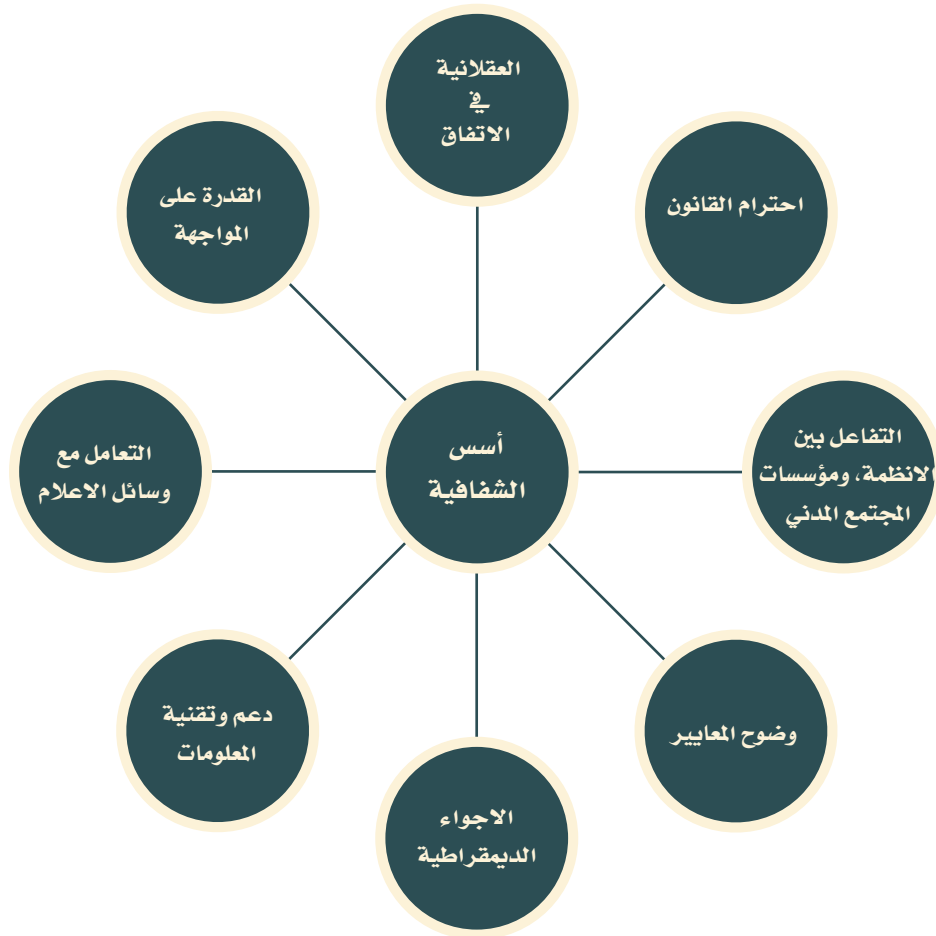 العقلانية
في
الاتفاق
احترام القانون
التفاعل بين
الانظمة، ومؤسسات
المجتمع المدني
وضوح المعايير
الاجواء
الديمقراطية
دعم وتقنية
المعلومات
التعامل مع
وسائل الاعلام
القدرة على
المواجهة
أسس
الشفافية